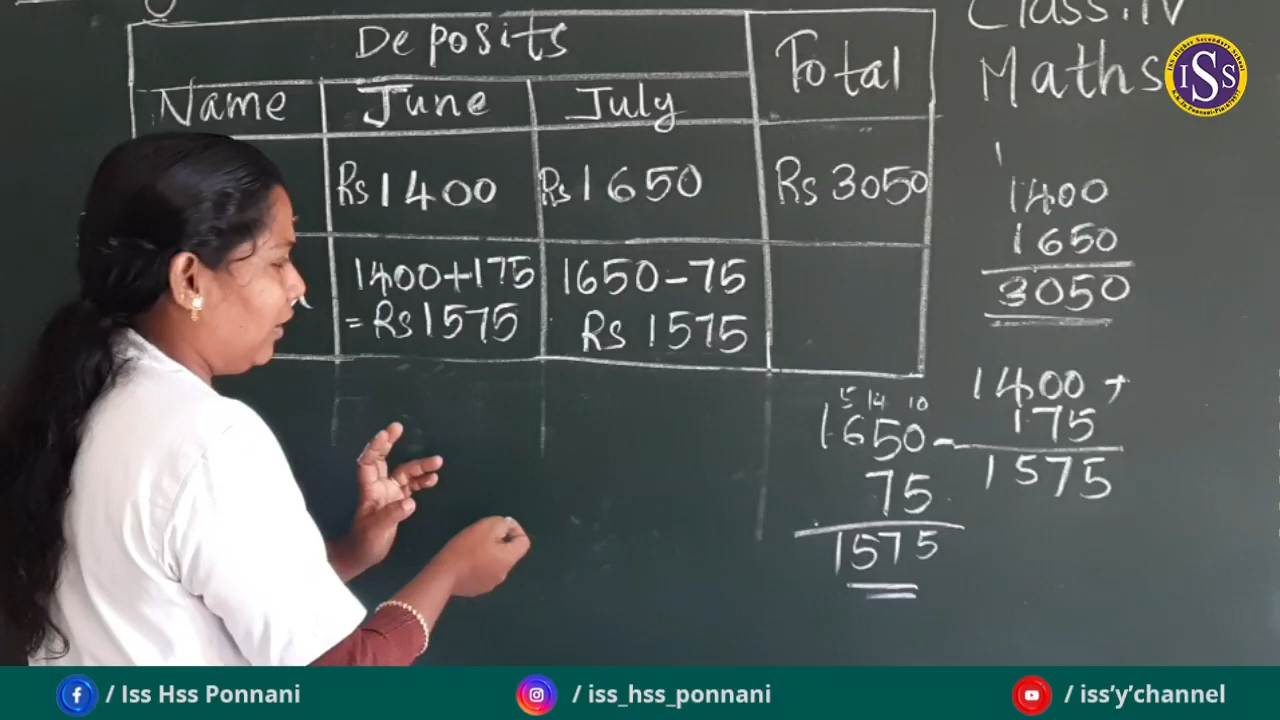 Deposits
Total
Class.IV
Maths
Name
June
July
Rs 1400
Rs 1650
Rs 3050
1400+175
= Rs 1575
1650-75
Rs 1575
1
1400
1650
3050
1400 +
175
1575
5 14 10
1650 -
75
1575
ISS
/ Iss Hss Ponnani
/ iss_hss_ponnani
/ iss'y'channel